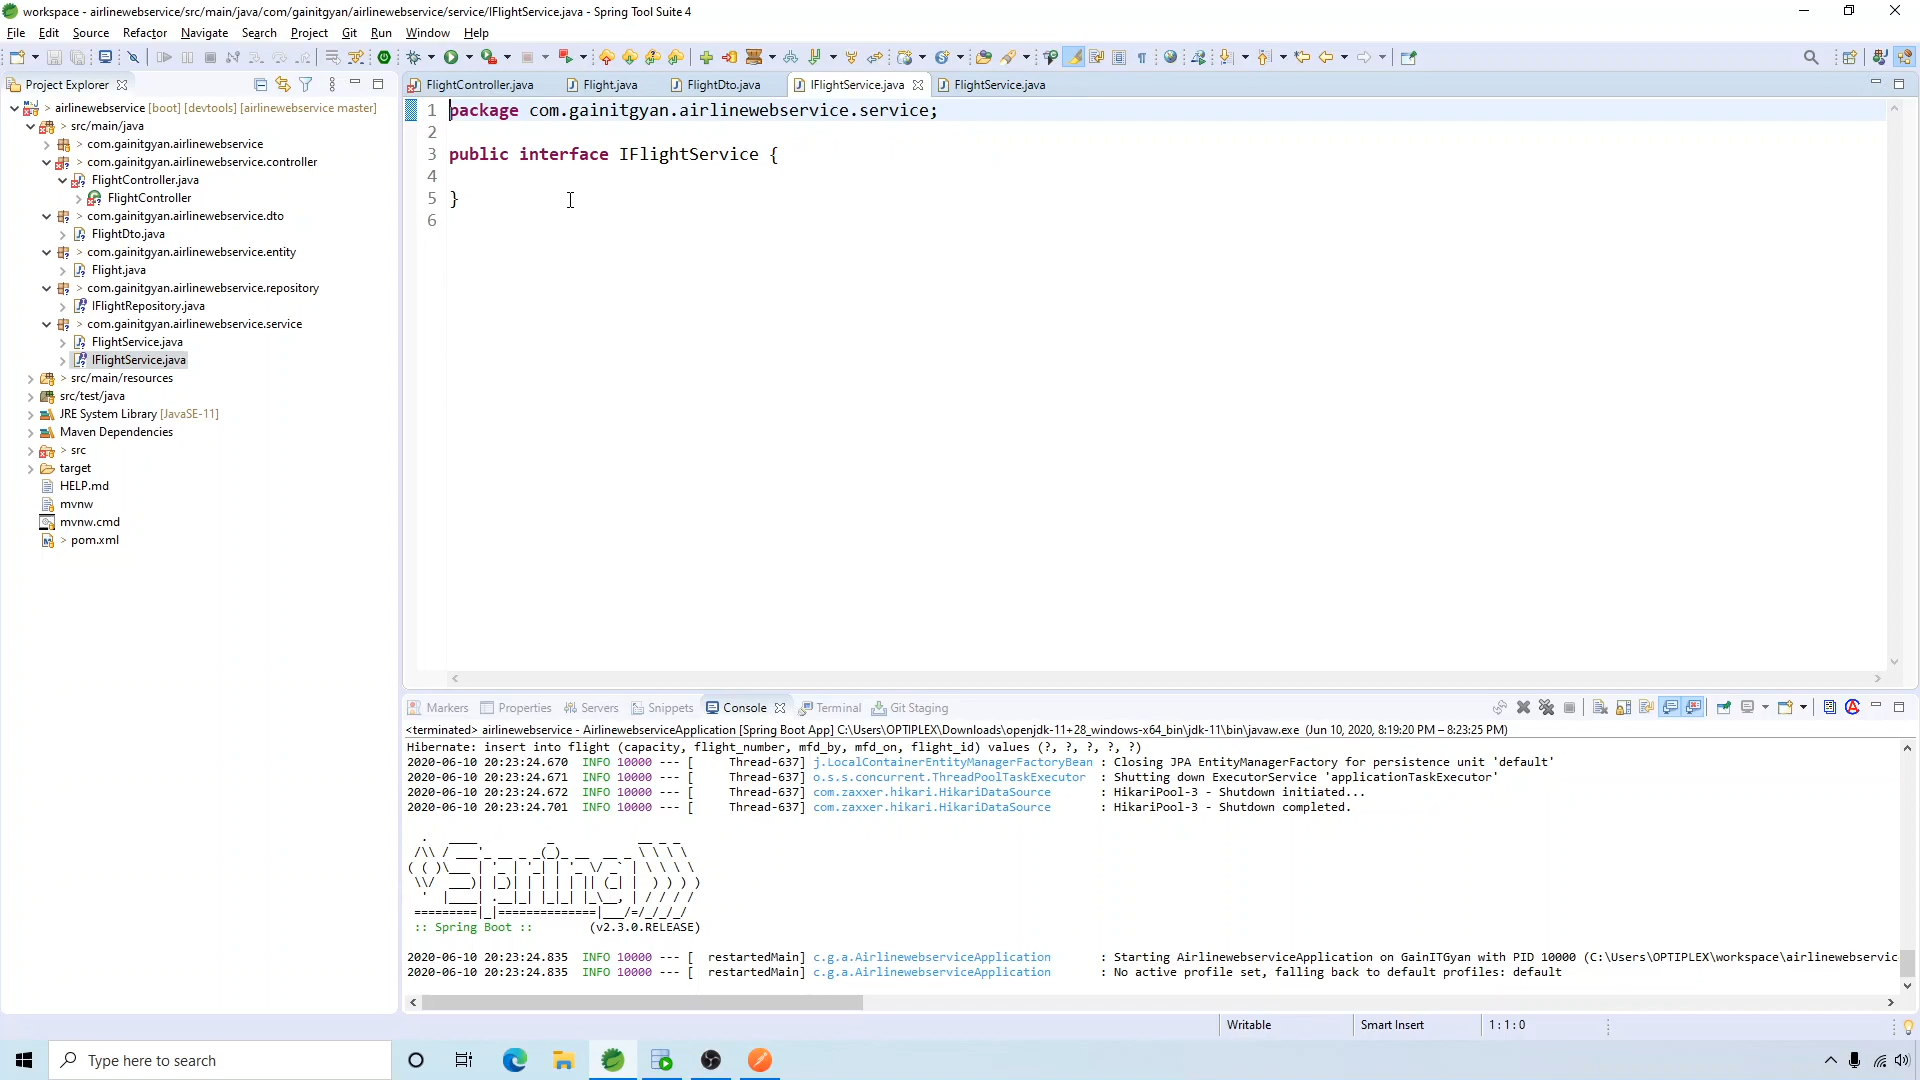 workspace - airlinewebservice/src/main/java/com/gainitgyan/airlinewebservice/service/IFlightService.java - Spring Tool Suite 4
File Edit Source Refactor Navigate Search Project Git Run Window Help
Project Explorer
FlightController.java Flight.java FlightDto.java IFlightService.java FlightService.java
> airlinewebservice [boot] [devtools] [airlinewebservice master]
> src/main/java
> com.gainitgyan.airlinewebservice
> com.gainitgyan.airlinewebservice.controller
FlightController.java
FlightController
> com.gainitgyan.airlinewebservice.dto
FlightDto.java
> com.gainitgyan.airlinewebservice.entity
Flight.java
> com.gainitgyan.airlinewebservice.repository
IFlightRepository.java
> com.gainitgyan.airlinewebservice.service
FlightService.java
IFlightService.java
> src/main/resources
src/test/java
JRE System Library [JavaSE-11]
Maven Dependencies
> src
target
HELP.md
mvnw
mvnw.cmd
> pom.xml
1 package com.gainitgyan.airlinewebservice.service;
2
3 public interface IFlightService {
4
5 }
6
Markers Properties Servers Snippets Console Terminal Git Staging
<terminated> airlinewebservice - AirlinewebserviceApplication [Spring Boot App] C:\Users\OPTIPLEX\Downloads\openjdk-11+28_windows-x64_bin\jdk-11\bin\javaw.exe (Jun 10, 2020, 8:19:20 PM – 8:23:25 PM)
Hibernate: insert into flight (capacity, flight_number, mfd_by, mfd_on, flight_id) values (?, ?, ?, ?, ?)
2020-06-10 20:23:24.670 INFO 10000 --- [ Thread-637] j.LocalContainerEntityManagerFactoryBean : Closing JPA EntityManagerFactory for persistence unit 'default'
2020-06-10 20:23:24.671 INFO 10000 --- [ Thread-637] o.s.s.concurrent.ThreadPoolTaskExecutor : Shutting down ExecutorService 'applicationTaskExecutor'
2020-06-10 20:23:24.672 INFO 10000 --- [ Thread-637] com.zaxxer.hikari.HikariDataSource : HikariPool-3 - Shutdown initiated...
2020-06-10 20:23:24.701 INFO 10000 --- [ Thread-637] com.zaxxer.hikari.HikariDataSource : HikariPool-3 - Shutdown completed.
Spring
:: Spring Boot :: (v2.3.0.RELEASE)
2020-06-10 20:23:24.835 INFO 10000 --- [ restartedMain] c.g.a.AirlinewebserviceApplication : Starting AirlinewebserviceApplication on GainITGyan with PID 10000 (C:\Users\OPTIPLEX\workspace\airlinewebservic
2020-06-10 20:23:24.835 INFO 10000 --- [ restartedMain] c.g.a.AirlinewebserviceApplication : No active profile set, falling back to default profiles: default
Writable Smart Insert 1 : 1 : 0
Type here to search